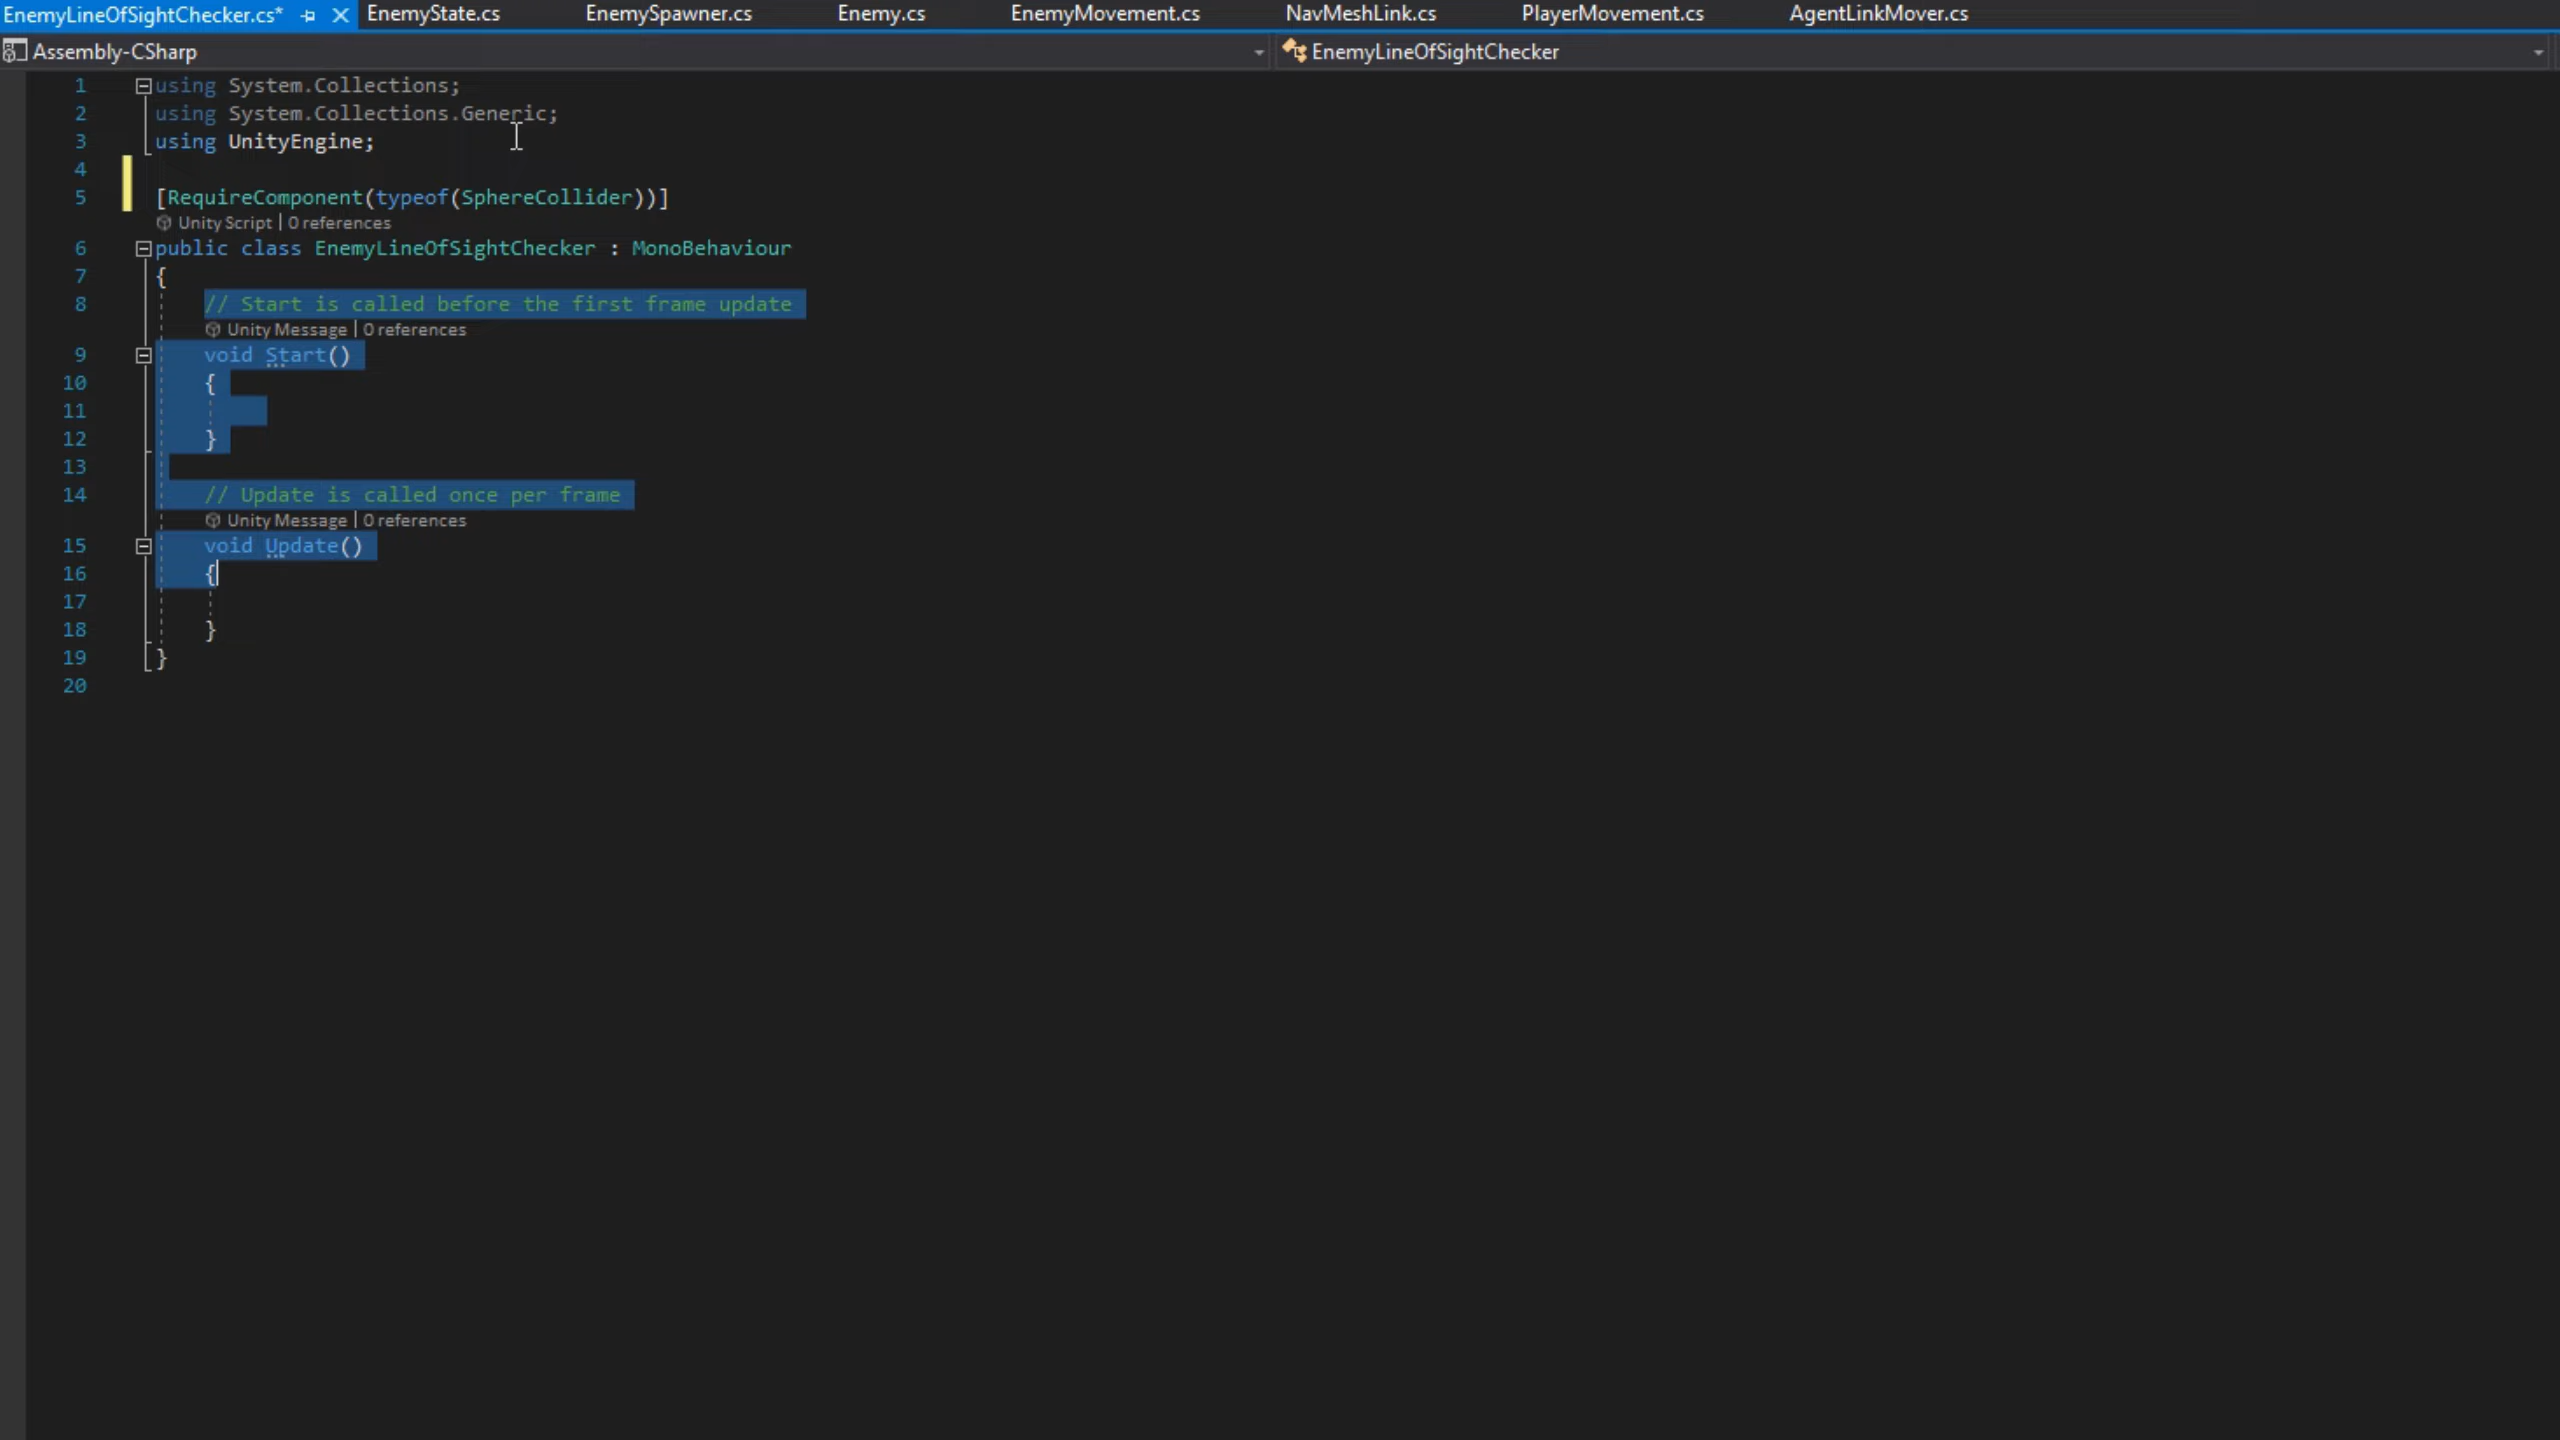 EnemyLineOfSightChecker.cs* EnemyState.cs EnemySpawner.cs Enemy.cs EnemyMovement.cs NavMeshLink.cs PlayerMovement.cs AgentLinkMover.cs
Assembly-CSharp EnemyLineOfSightChecker
1 using System.Collections;
2 using System.Collections.Generic;
3 using UnityEngine;
4
5 [RequireComponent(typeof(SphereCollider))]
Unity Script | 0 references
6 public class EnemyLineOfSightChecker : MonoBehaviour
7 {
8 // Start is called before the first frame update
Unity Message | 0 references
9 void Start()
10 {
11
12 }
13
14 // Update is called once per frame
Unity Message | 0 references
15 void Update()
16 {
17
18 }
19 }
20